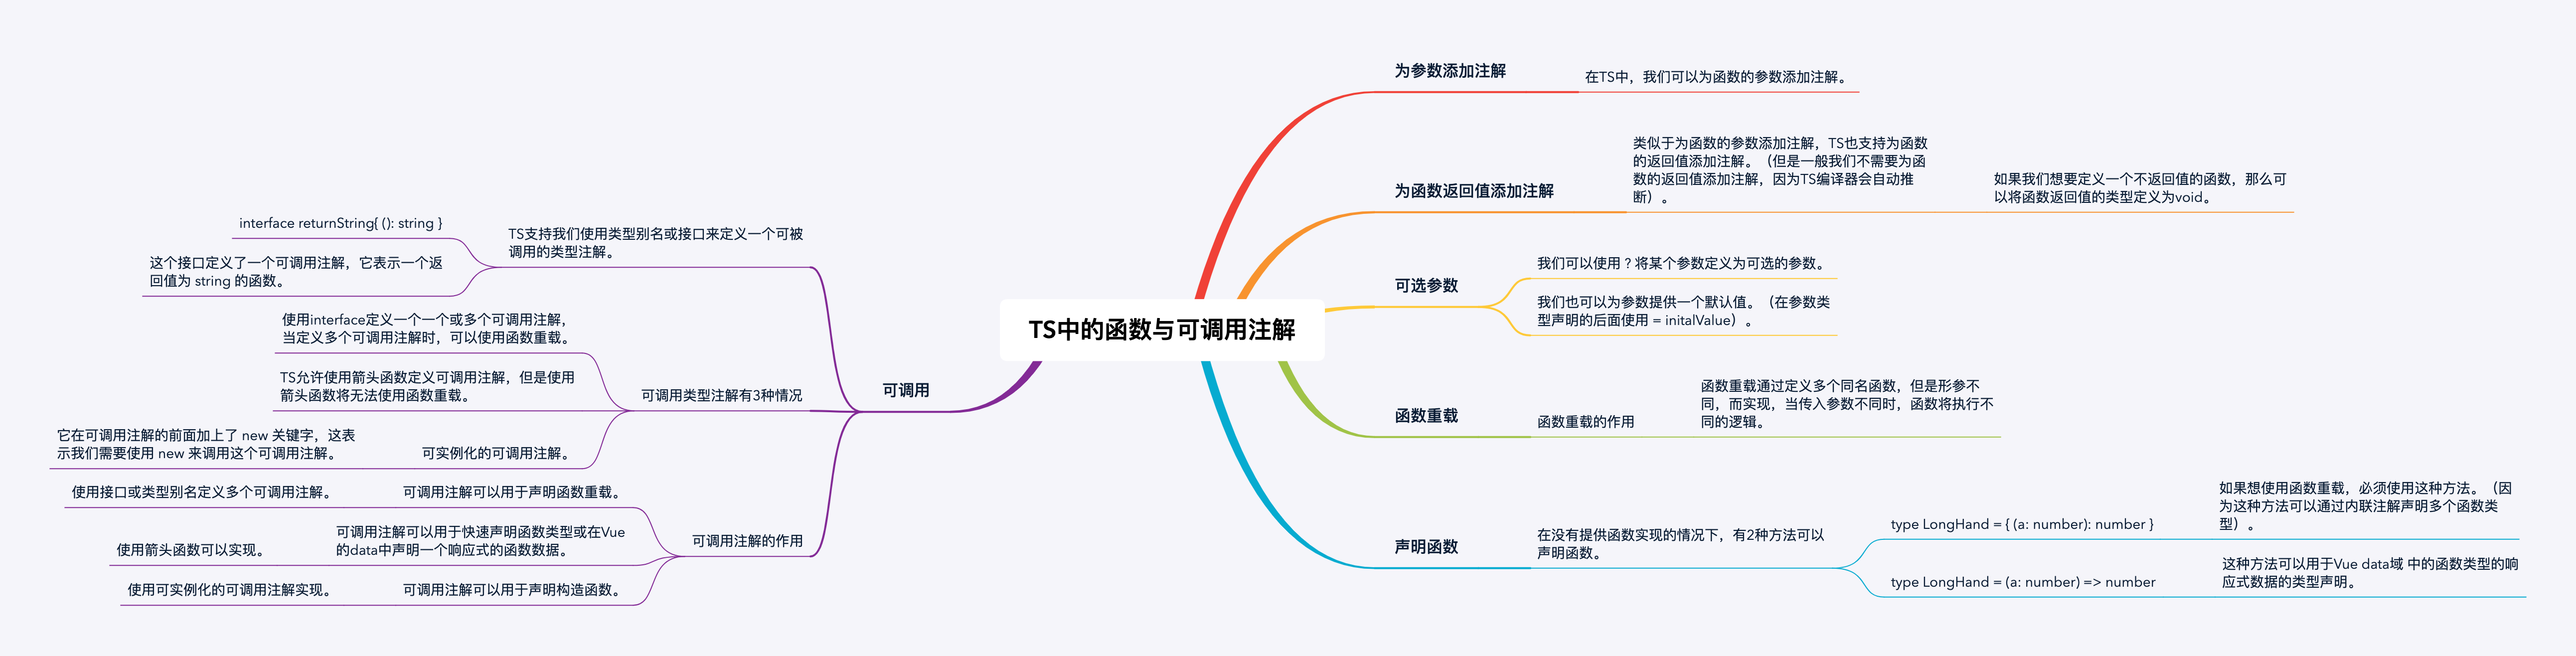 TS中的函数与可调用注解
为参数添加注解
在TS中，我们可以为函数的参数添加注解。
为函数返回值添加注解
类似于为函数的参数添加注解，TS也支持为函数
的返回值添加注解。（但是一般我们不需要为函
数的返回值添加注解，因为TS编译器会自动推
断）。
如果我们想要定义一个不返回值的函数，那么可
以将函数返回值的类型定义为void。
可选参数
我们可以使用 ? 将某个参数定义为可选的参数。
我们也可以为参数提供一个默认值。（在参数类
型声明的后面使用 = initalValue）。
函数重载
函数重载的作用
函数重载通过定义多个同名函数，但是形参不
同，而实现，当传入参数不同时，函数将执行不
同的逻辑。
声明函数
在没有提供函数实现的情况下，有2种方法可以
声明函数。
type LongHand = { (a: number): number }
如果想使用函数重载，必须使用这种方法。（因
为这种方法可以通过内联注解声明多个函数类
型）。
type LongHand = (a: number) => number
这种方法可以用于Vue data域 中的函数类型的响
应式数据的类型声明。
可调用
TS支持我们使用类型别名或接口来定义一个可被
调用的类型注解。
interface returnString{ (): string }
这个接口定义了一个可调用注解，它表示一个返
回值为 string 的函数。
可调用类型注解有3种情况
使用interface定义一个一个或多个可调用注解，
当定义多个可调用注解时，可以使用函数重载。
TS允许使用箭头函数定义可调用注解，但是使用
箭头函数将无法使用函数重载。
可实例化的可调用注解。
它在可调用注解的前面加上了 new 关键字，这表
示我们需要使用 new 来调用这个可调用注解。
可调用注解的作用
可调用注解可以用于声明函数重载。
使用接口或类型别名定义多个可调用注解。
可调用注解可以用于快速声明函数类型或在Vue
的data中声明一个响应式的函数数据。
使用箭头函数可以实现。
可调用注解可以用于声明构造函数。
使用可实例化的可调用注解实现。